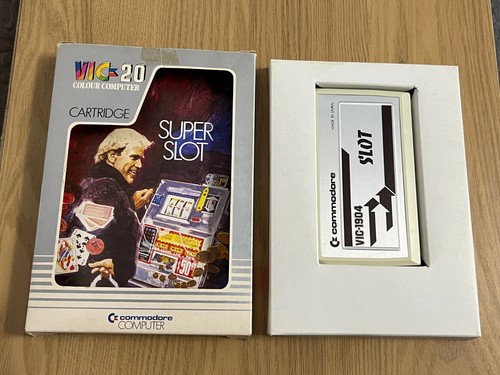 VIC-20
COLOUR COMPUTER
CARTRIDGE
SUPER
SLOT
commodore
COMPUTER
MADE IN JAPAN
SLOT
commodore
VIC-1904